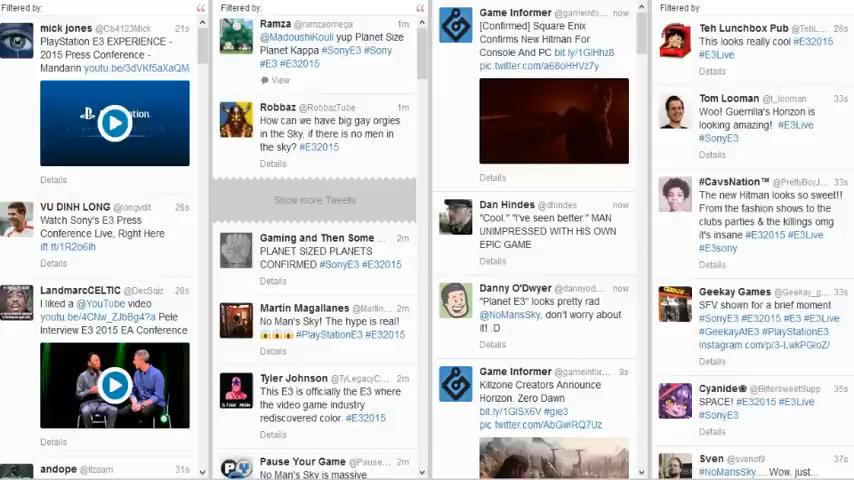 Filtered by:
mick jones @Cb4123Mick 21s
PlayStation E3 EXPERIENCE -
2015 Press Conference -
Mandarin youtu.be/3dVKf5aXaQM
PlayStation.
Details
VU DINH LONG @longvdit 26s
Watch Sony's E3 Press
Conference Live, Right Here
ift.tt/1R2o6lh
Details
LandmarcCELTIC @DecSqiz 28s
I liked a @YouTube video
youtu.be/4CNw_ZJbBg4?a Pele
Interview E3 2015 EA Conference
Details
andope @itzgarri 31s
Filtered by:
Ramza @ramzaomega 1m
@MadoushiKouli yup Planet Size
Planet Kappa #SonyE3 #Sony
#E3 #E32015
View
Robbaz @RobbazTube 1m
How can we have big gay orgies
in the Sky, if there is no men in
the sky? #E32015
Details
Show more Tweets
Gaming and Then Some ... 2m
PLANET SIZED PLANETS
CONFIRMED #SonyE3 #E32015
Details
Martin Magallanes @Martin... 2m
No Man's Sky! The hype is real!
#PlayStationE3 #E32015
Details
Tyler Johnson @TyLegacyC... 2m
This E3 is officially the E3 where
the video game industry
rediscovered color. #E32015
Details
Pause Your Game @Pause... 2m
No Man's Sky is massive
Game Informer @gameinfo... now
[Confirmed] Square Enix
Confirms New Hitman For
Console And PC bit.ly/1GlHhz8
pic.twitter.com/a68oHHVz7y
Details
Dan Hindes @dhindes now
"Cool." "I've seen better." MAN
UNIMPRESSED WITH HIS OWN
EPIC GAME
Details
Danny O'Dwyer @dannyod... now
"Planet E3" looks pretty rad
@NoMansSky, don't worry about
it! :D
Details
Game Informer @gameinfor... 9s
Killzone Creators Announce
Horizon: Zero Dawn
bit.ly/1GlSX6V #gie3
pic.twitter.com/AbGwlRQ7Uz
Filtered by:
Teh Lunchbox Pub @TehL... 28s
This looks really cool #E32015
#E3Live
Details
Tom Looman @t_looman 33s
Woo! Guerrilla's Horizon is
looking amazing! #E3Live
#SonyE3
Details
#CavsNation™ @PrettyBoyJ... 33s
The new Hitman looks so sweet!!
From the fashion shows to the
clubs parties & the killings omg
it's insane #E32015 #E3Live
#E3sony
Details
Geekay Games @Geekay_g... 33s
SFV shown for a brief moment
#SonyE3 #E32015 #E3 #E3Live
#GeekayAtE3 #PlayStationE3
instagram.com/p/3-LwkPGloZ/
Details
Cyanide @BittersweetSupp 35s
SPACE! #E32015 #E3Live
#SonyE3
Details
Sven @svenof9 37s
#NoMansSky.... Wow, just...